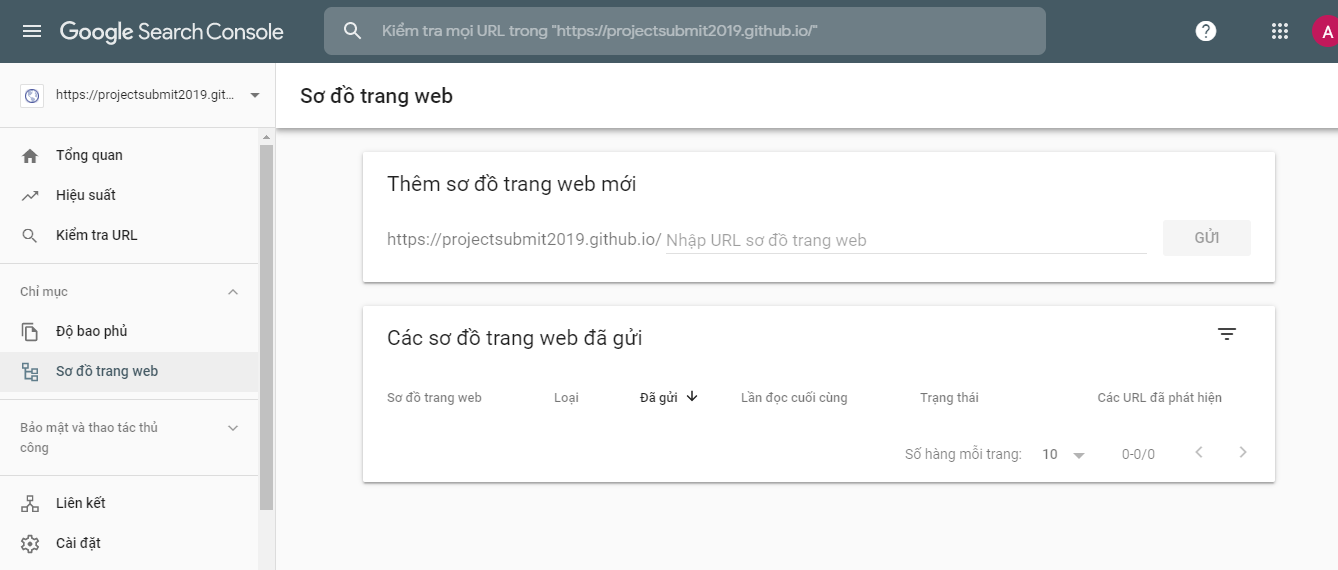 Google Search Console
Kiểm tra mọi URL trong "https://projectsubmit2019.github.io/"
A
https://projectsubmit2019.git...
Sơ đồ trang web
Tổng quan
Hiệu suất
Kiểm tra URL
Chỉ mục
Độ bao phủ
Sơ đồ trang web
Bảo mật và thao tác thủ
công
Liên kết
Cài đặt
Thêm sơ đồ trang web mới
https://projectsubmit2019.github.io/ Nhập URL sơ đồ trang web
GỬI
Các sơ đồ trang web đã gửi
Sơ đồ trang web Loại Đã gửi Lần đọc cuối cùng Trạng thái Các URL đã phát hiện
Số hàng mỗi trang: 10 0-0/0